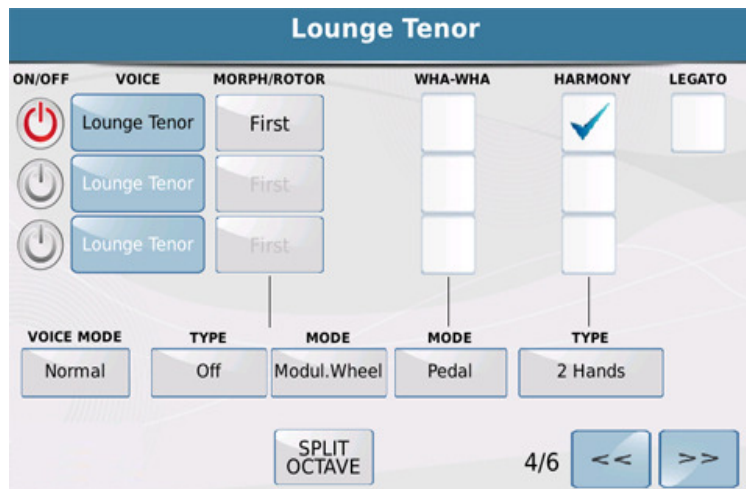 Lounge Tenor
ON/OFF VOICE MORPH/ROTOR WHA-WHA HARMONY LEGATO
Lounge Tenor First
Lounge Tenor First
Lounge Tenor First
VOICE MODE TYPE MODE MODE TYPE
Normal Off Modul.Wheel Pedal 2 Hands
SPLIT
OCTAVE
4/6 << >>